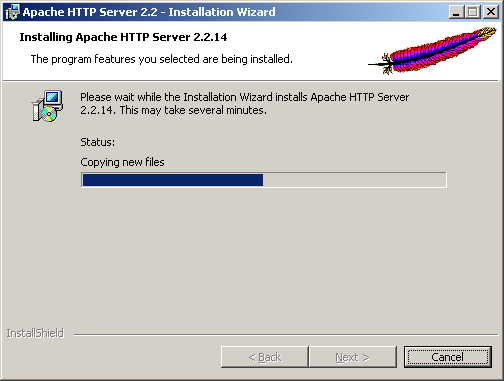 Apache HTTP Server 2.2 - Installation Wizard
Installing Apache HTTP Server 2.2.14
The program features you selected are being installed.
Please wait while the Installation Wizard installs Apache HTTP Server
2.2.14. This may take several minutes.
Status:
Copying new files
InstallShield
< Back Next > Cancel